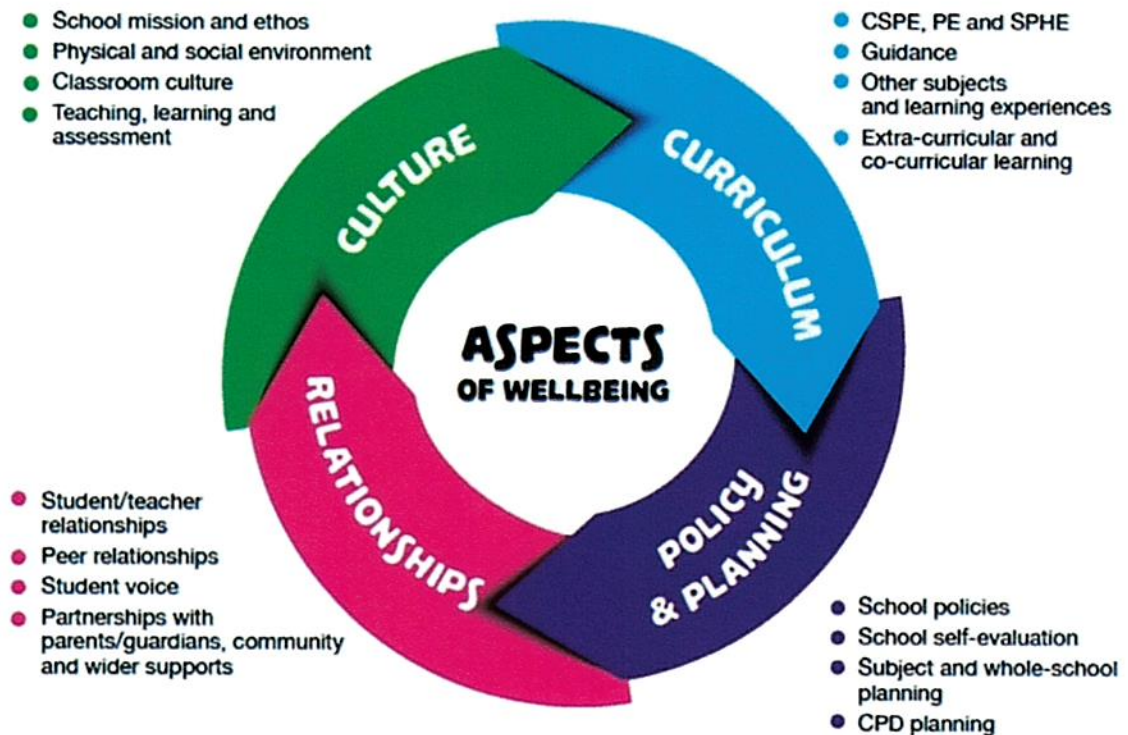 School mission and ethos
Physical and social environment
Classroom culture
Teaching, learning and
assessment
CSPE, PE and SPHE
Guidance
Other subjects
and learning experiences
Extra-curricular and
co-curricular learning
CULTURE
CURRICULUM
ASPECTS
OF WELLBEING
RELATIONSHIPS
POLICY
& PLANNING
Student/teacher
relationships
Peer relationships
Student voice
Partnerships with
parents/guardians, community
and wider supports
School policies
School self-evaluation
Subject and whole-school
planning
CPD planning